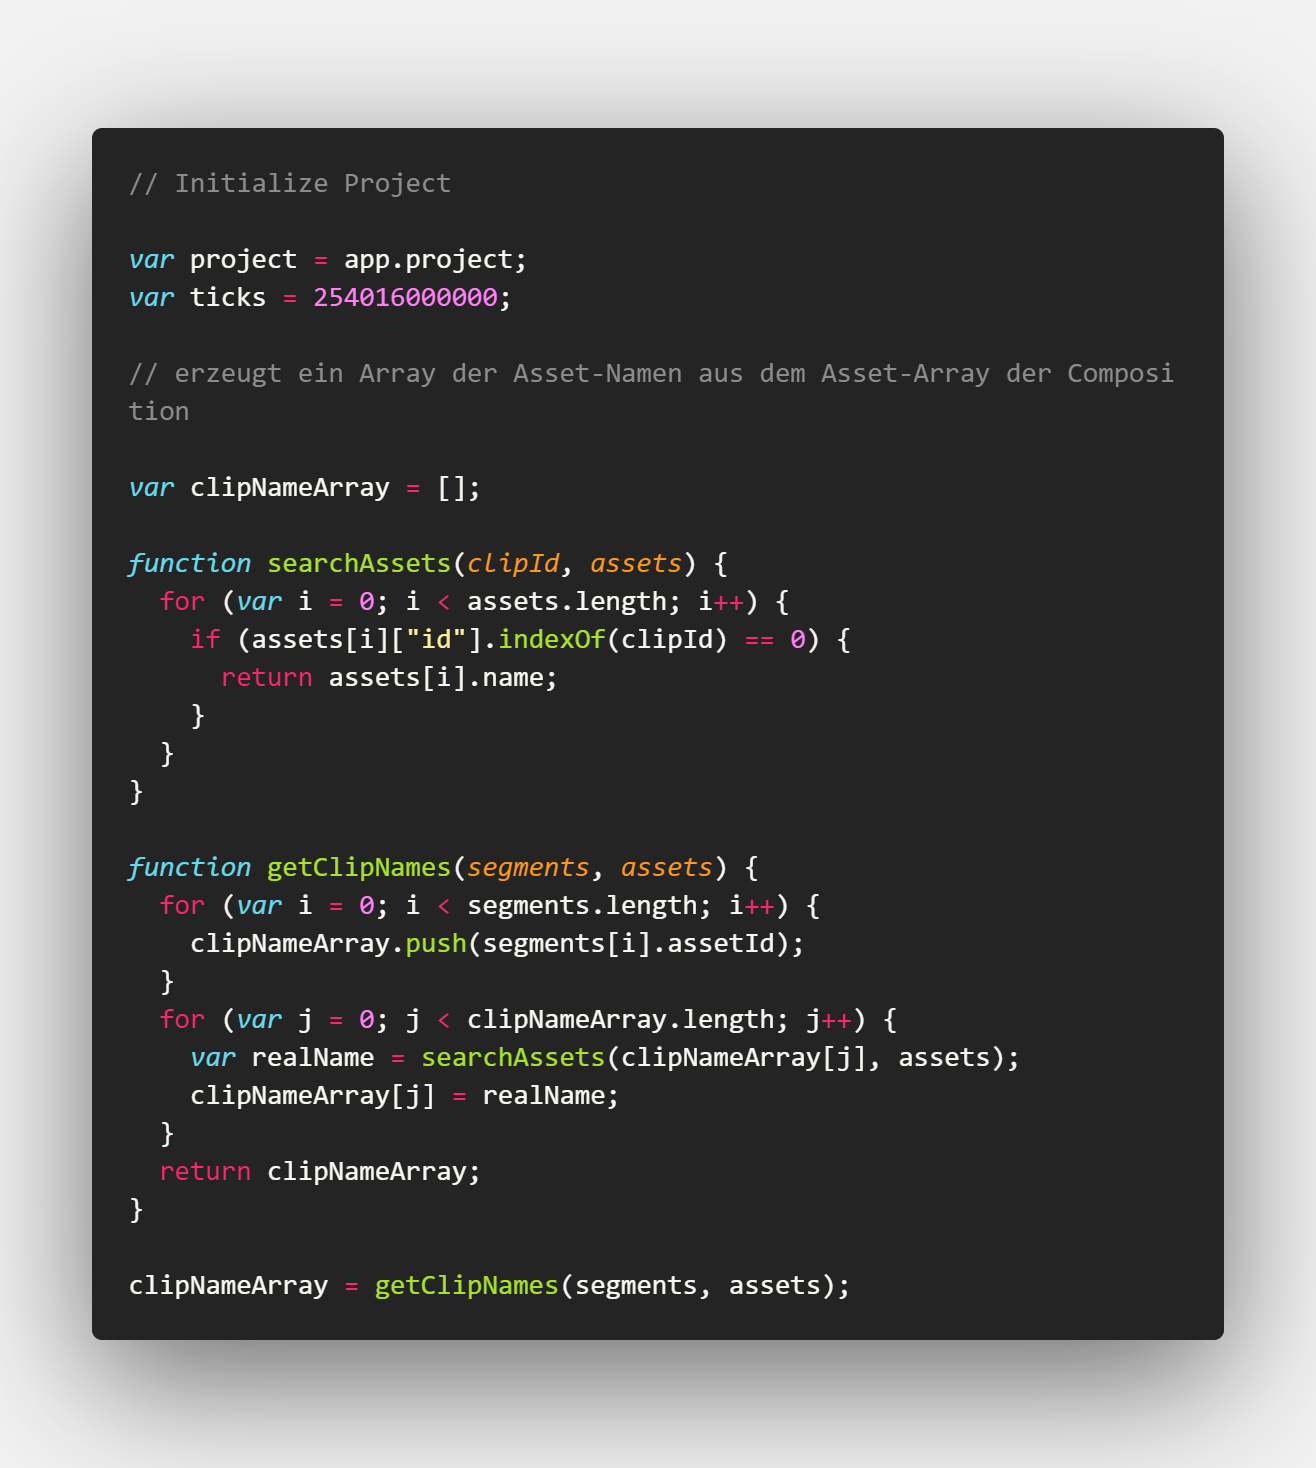 // Initialize Project
var project = app.project;
var ticks = 254016000000;
// erzeugt ein Array der Asset-Namen aus dem Asset-Array der Composi
tion
var clipNameArray = [];
function searchAssets(clipId, assets) {
  for (var i = 0; i < assets.length; i++) {
    if (assets[i]["id"].indexOf(clipId) == 0) {
      return assets[i].name;
    }
  }
}
function getClipNames(segments, assets) {
  for (var i = 0; i < segments.length; i++) {
    clipNameArray.push(segments[i].assetId);
  }
  for (var j = 0; j < clipNameArray.length; j++) {
    var realName = searchAssets(clipNameArray[j], assets);
    clipNameArray[j] = realName;
  }
  return clipNameArray;
}
clipNameArray = getClipNames(segments, assets);